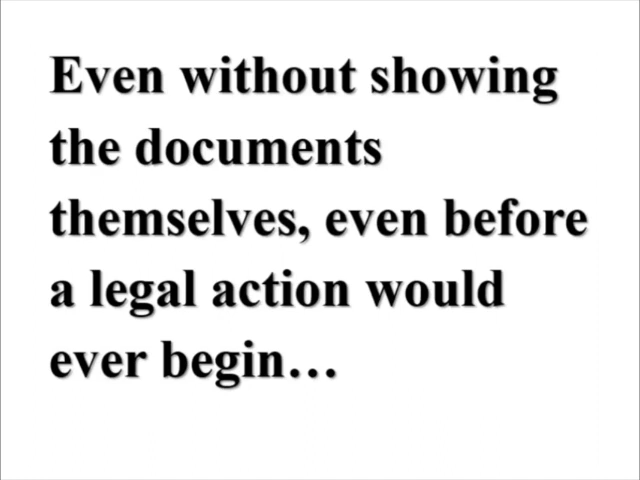 Even without showing
the documents
themselves, even before
a legal action would
ever begin…